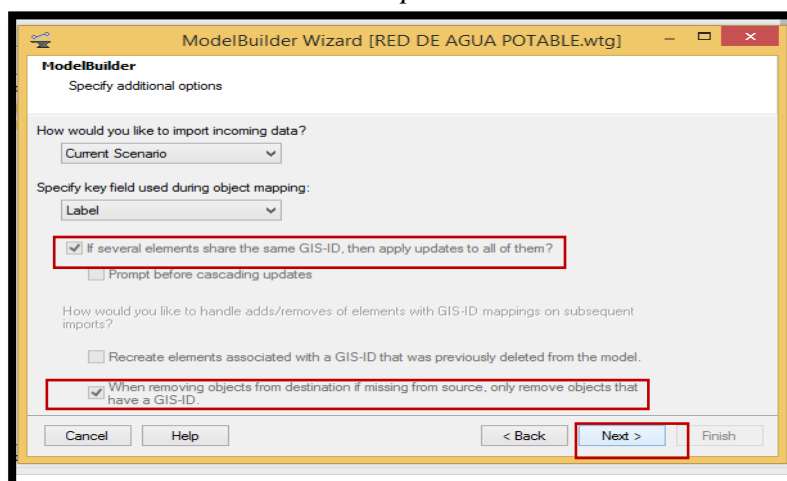 ModelBuilder Wizard [RED DE AGUA POTABLE.wtg]
ModelBuilder
Specify additional options
How would you like to import incoming data?
Current Scenario
Specify key field used during object mapping:
Label
If several elements share the same GIS-ID, then apply updates to all of them?
Prompt before cascading updates
How would you like to handle adds/removes of elements with GIS-ID mappings on subsequent
imports?
Recreate elements associated with a GIS-ID that was previously deleted from the model.
When removing objects from destination if missing from source, only remove objects that
have a GIS-ID.
Cancel Help < Back Next > Finish